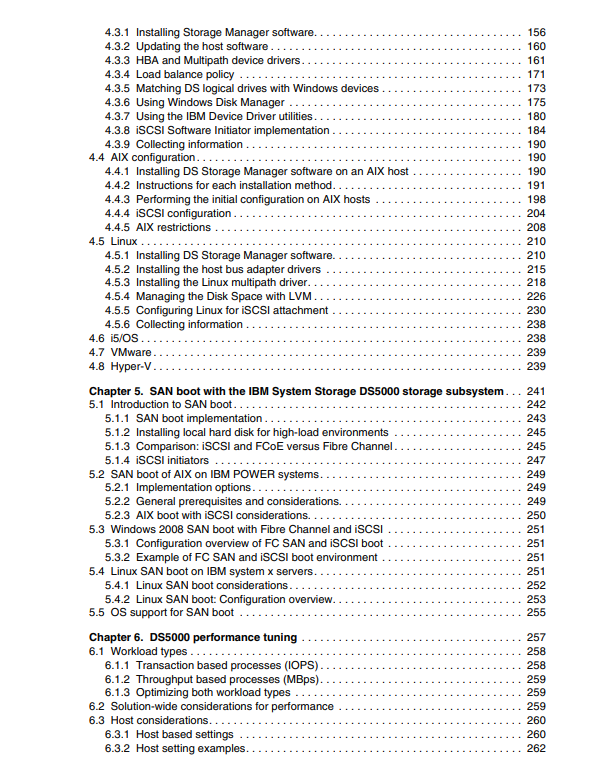 4.3.1 Installing Storage Manager software. . . . . . . . . . . . . . . . . . . . . . . . . . . . . . . . . 156
4.3.2 Updating the host software . . . . . . . . . . . . . . . . . . . . . . . . . . . . . . . . . . . . . . . . 160
4.3.3 HBA and Multipath device drivers. . . . . . . . . . . . . . . . . . . . . . . . . . . . . . . . . . . 161
4.3.4 Load balance policy . . . . . . . . . . . . . . . . . . . . . . . . . . . . . . . . . . . . . . . . . . . . . 171
4.3.5 Matching DS logical drives with Windows devices . . . . . . . . . . . . . . . . . . . . . . . 173
4.3.6 Using Windows Disk Manager . . . . . . . . . . . . . . . . . . . . . . . . . . . . . . . . . . . . . 175
4.3.7 Using the IBM Device Driver utilities. . . . . . . . . . . . . . . . . . . . . . . . . . . . . . . . . 180
4.3.8 iSCSI Software Initiator implementation . . . . . . . . . . . . . . . . . . . . . . . . . . . . . . 184
4.3.9 Collecting information . . . . . . . . . . . . . . . . . . . . . . . . . . . . . . . . . . . . . . . . . . . 190
4.4 AIX configuration. . . . . . . . . . . . . . . . . . . . . . . . . . . . . . . . . . . . . . . . . . . . . . . . . . 190
4.4.1 Installing DS Storage Manager software on an AIX host . . . . . . . . . . . . . . . . . . 190
4.4.2 Instructions for each installation method. . . . . . . . . . . . . . . . . . . . . . . . . . . . . . 191
4.4.3 Performing the initial configuration on AIX hosts . . . . . . . . . . . . . . . . . . . . . . . . 198
4.4.4 iSCSI configuration . . . . . . . . . . . . . . . . . . . . . . . . . . . . . . . . . . . . . . . . . . . . . 204
4.4.5 AIX restrictions . . . . . . . . . . . . . . . . . . . . . . . . . . . . . . . . . . . . . . . . . . . . . . . . 208
4.5 Linux . . . . . . . . . . . . . . . . . . . . . . . . . . . . . . . . . . . . . . . . . . . . . . . . . . . . . . . . . . 210
4.5.1 Installing DS Storage Manager software. . . . . . . . . . . . . . . . . . . . . . . . . . . . . . 210
4.5.2 Installing the host bus adapter drivers . . . . . . . . . . . . . . . . . . . . . . . . . . . . . . . 215
4.5.3 Installing the Linux multipath driver. . . . . . . . . . . . . . . . . . . . . . . . . . . . . . . . . . 218
4.5.4 Managing the Disk Space with LVM . . . . . . . . . . . . . . . . . . . . . . . . . . . . . . . . . 226
4.5.5 Configuring Linux for iSCSI attachment . . . . . . . . . . . . . . . . . . . . . . . . . . . . . . 230
4.5.6 Collecting information . . . . . . . . . . . . . . . . . . . . . . . . . . . . . . . . . . . . . . . . . . . 238
4.6 i5/OS . . . . . . . . . . . . . . . . . . . . . . . . . . . . . . . . . . . . . . . . . . . . . . . . . . . . . . . . . . 238
4.7 VMware. . . . . . . . . . . . . . . . . . . . . . . . . . . . . . . . . . . . . . . . . . . . . . . . . . . . . . . . 239
4.8 Hyper-V. . . . . . . . . . . . . . . . . . . . . . . . . . . . . . . . . . . . . . . . . . . . . . . . . . . . . . . . 239
Chapter 5. SAN boot with the IBM System Storage DS5000 storage subsystem . . . 241
5.1 Introduction to SAN boot. . . . . . . . . . . . . . . . . . . . . . . . . . . . . . . . . . . . . . . . . . . . 242
5.1.1 SAN boot implementation . . . . . . . . . . . . . . . . . . . . . . . . . . . . . . . . . . . . . . . . 243
5.1.2 Installing local hard disk for high-load environments . . . . . . . . . . . . . . . . . . . . . 245
5.1.3 Comparison: iSCSI and FCoE versus Fibre Channel . . . . . . . . . . . . . . . . . . . . . 245
5.1.4 iSCSI initiators . . . . . . . . . . . . . . . . . . . . . . . . . . . . . . . . . . . . . . . . . . . . . . . . 247
5.2 SAN boot of AIX on IBM POWER systems. . . . . . . . . . . . . . . . . . . . . . . . . . . . . . . 249
5.2.1 Implementation options. . . . . . . . . . . . . . . . . . . . . . . . . . . . . . . . . . . . . . . . . . 249
5.2.2 General prerequisites and considerations. . . . . . . . . . . . . . . . . . . . . . . . . . . . . 249
5.2.3 AIX boot with iSCSI considerations. . . . . . . . . . . . . . . . . . . . . . . . . . . . . . . . . . 250
5.3 Windows 2008 SAN boot with Fibre Channel and iSCSI . . . . . . . . . . . . . . . . . . . . . 251
5.3.1 Configuration overview of FC SAN and iSCSI boot . . . . . . . . . . . . . . . . . . . . . . 251
5.3.2 Example of FC SAN and iSCSI boot environment . . . . . . . . . . . . . . . . . . . . . . . 251
5.4 Linux SAN boot on IBM system x servers. . . . . . . . . . . . . . . . . . . . . . . . . . . . . . . . 251
5.4.1 Linux SAN boot considerations . . . . . . . . . . . . . . . . . . . . . . . . . . . . . . . . . . . . 252
5.4.2 Linux SAN boot: Configuration overview. . . . . . . . . . . . . . . . . . . . . . . . . . . . . . 253
5.5 OS support for SAN boot . . . . . . . . . . . . . . . . . . . . . . . . . . . . . . . . . . . . . . . . . . . 255
Chapter 6. DS5000 performance tuning . . . . . . . . . . . . . . . . . . . . . . . . . . . . . . . . . 257
6.1 Workload types . . . . . . . . . . . . . . . . . . . . . . . . . . . . . . . . . . . . . . . . . . . . . . . . . . 258
6.1.1 Transaction based processes (IOPS) . . . . . . . . . . . . . . . . . . . . . . . . . . . . . . . . 258
6.1.2 Throughput based processes (MBps). . . . . . . . . . . . . . . . . . . . . . . . . . . . . . . . 259
6.1.3 Optimizing both workload types . . . . . . . . . . . . . . . . . . . . . . . . . . . . . . . . . . . . 259
6.2 Solution-wide considerations for performance . . . . . . . . . . . . . . . . . . . . . . . . . . . . 259
6.3 Host considerations. . . . . . . . . . . . . . . . . . . . . . . . . . . . . . . . . . . . . . . . . . . . . . . 260
6.3.1 Host based settings . . . . . . . . . . . . . . . . . . . . . . . . . . . . . . . . . . . . . . . . . . . . 260
6.3.2 Host setting examples. . . . . . . . . . . . . . . . . . . . . . . . . . . . . . . . . . . . . . . . . . . 262